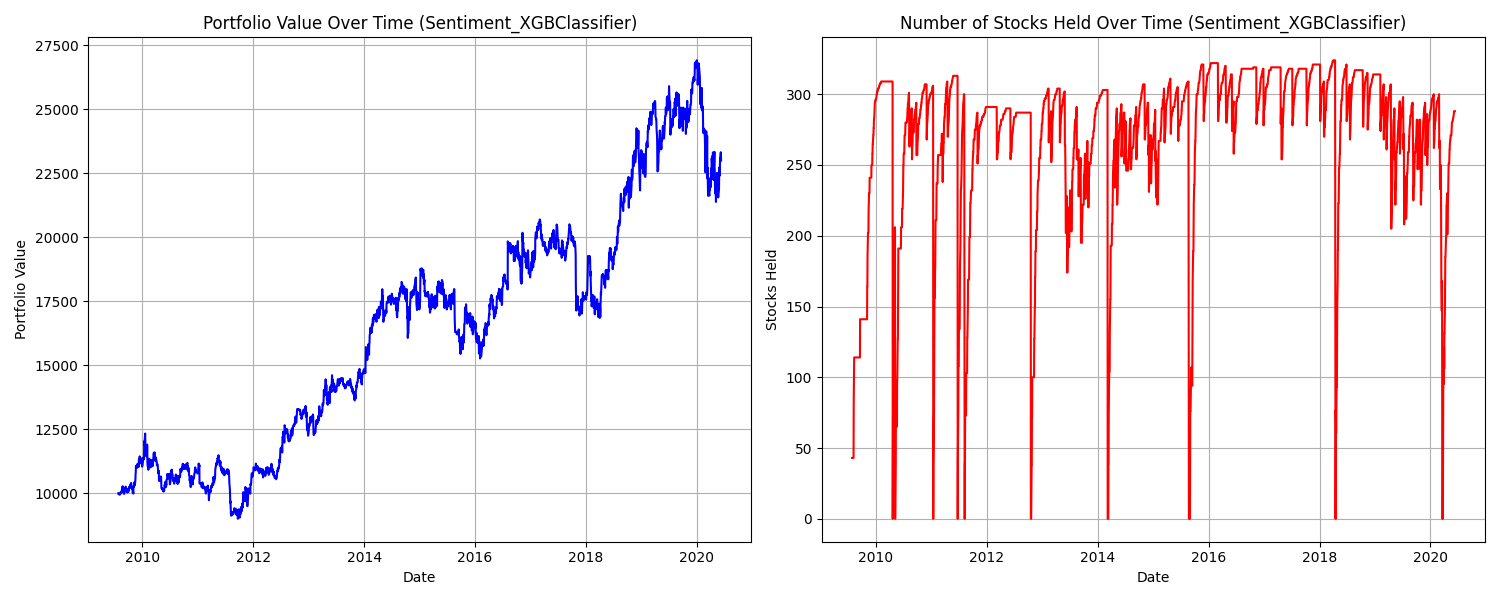 Portfolio Value Over Time (Sentiment_XGBClassifier)
27500
25000
22500
20000
17500
15000
12500
10000
Portfolio Value
2010 2012 2014 2016 2018 2020
Date
Number of Stocks Held Over Time (Sentiment_XGBClassifier)
300
250
200
150
100
50
0
Stocks Held
2010 2012 2014 2016 2018 2020
Date